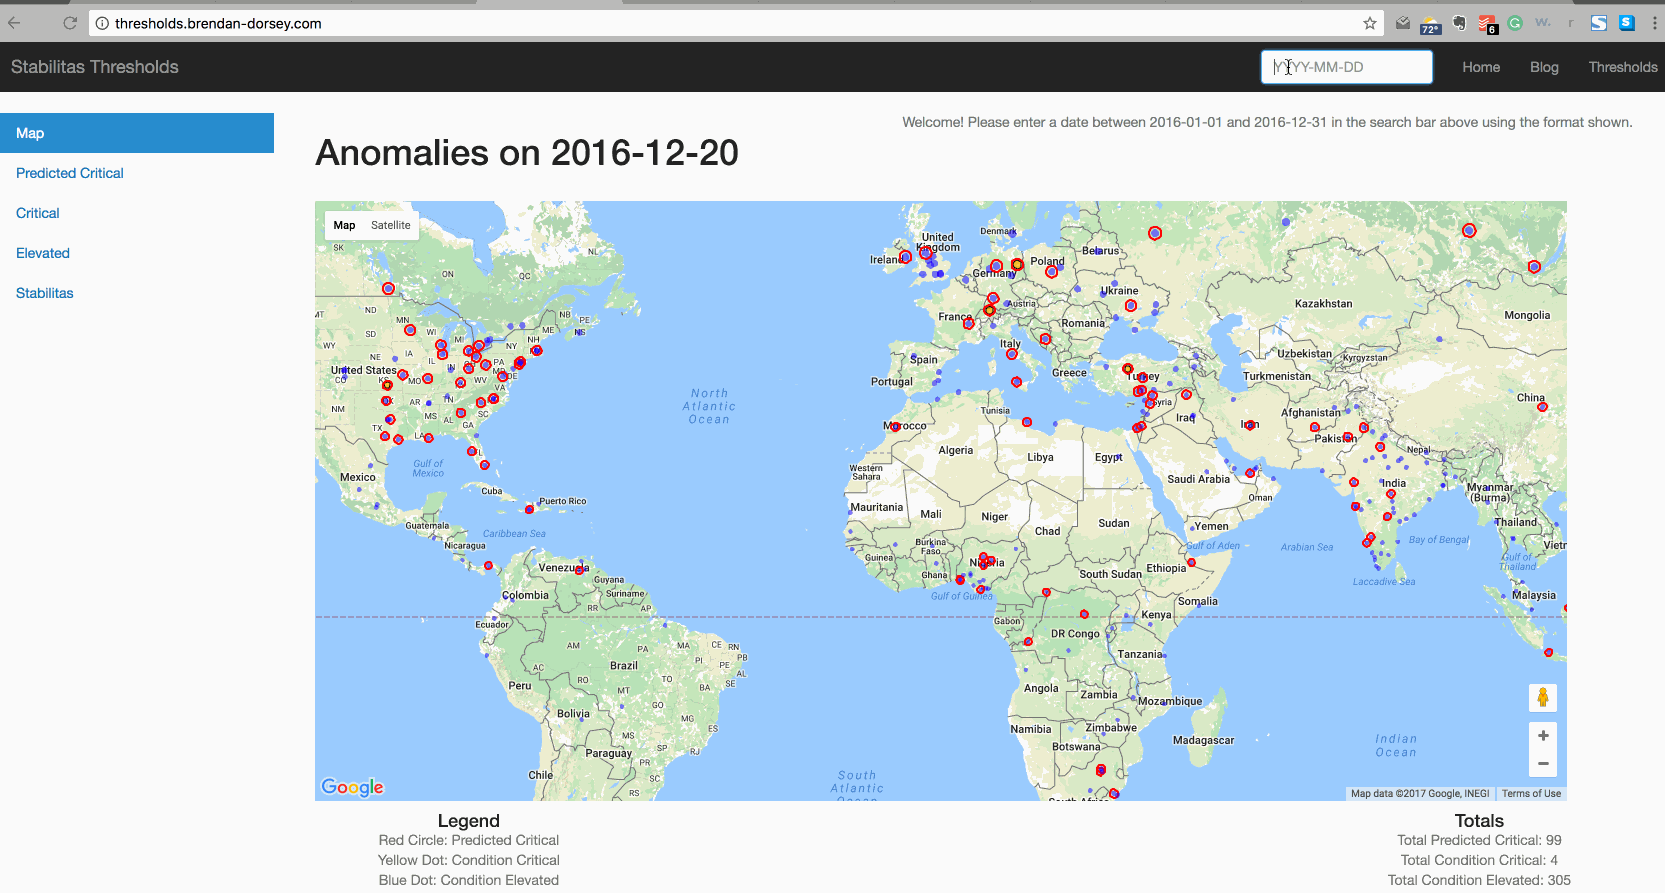 thresholds.brendan-dorsey.com
72°
6
Stabilitas Thresholds
YYYY-MM-DD
Home
Blog
Thresholds
Map
Predicted Critical
Critical
Elevated
Stabilitas
Welcome! Please enter a date between 2016-01-01 and 2016-12-31 in the search bar above using the format shown.
Anomalies on 2016-12-20
Map
Satellite
SK
ON
QC
NL
NB
PE
NS
ME
ND
MN
SD
WI
MI
WY
NE
IA
IL
IN
NY
NH
PA
DE
United States
CO
KS
MO
WV
VA
NM
AR
TN
MS
AL
GA
SC
TX
LA
FL
Gulf of
Mexico
Mexico
Cuba
Puerto Rico
Guatemala
Caribbean Sea
Nicaragua
Venezuela
Guyana
Colombia
Suriname
RR
AP
Ecuador
AM
PA
MA
CE
RN
PB
PI
PE
AL
SE
AC
RO
TO
BA
Brazil
MT
Peru
GO
Bolivia
MG
ES
MS
SP
RJ
Paraguay
PR
SC
Chile
RS
North
Atlantic
Ocean
South
Atlantic
Ocean
United
Kingdom
Ireland
Denmark
Germany
Poland
Belarus
Ukraine
Austria
France
Romania
Italy
Spain
Portugal
Greece
Turkey
Syria
Iraq
Iran
Kazakhstan
Mongolia
Uzbekistan
Kyrgyzstan
Turkmenistan
China
Afghanistan
Pakistan
Nepal
India
Myanmar
(Burma)
Thailand
Tunisia
Morocco
Algeria
Libya
Egypt
Western
Sahara
Saudi Arabia
Oman
Mauritania
Mali
Niger
Chad
Sudan
Yemen
Gulf of Aden
Arabian Sea
Bay of Bengal
Gulf of
Thailand
Laccadive Sea
Burkina
Faso
Guinea
Ghana
Nigeria
Gulf of Guinea
South Sudan
Ethiopia
Somalia
Gabon
DR Congo
Kenya
Tanzania
Malaysia
Angola
Zambia
Mozambique
Namibia
Zimbabwe
Botswana
Madagascar
South Africa
Indian
Ocean
Google
Map data ©2017 Google, INEGI
Terms of Use
Legend
Red Circle: Predicted Critical
Yellow Dot: Condition Critical
Blue Dot: Condition Elevated
Totals
Total Predicted Critical: 99
Total Condition Critical: 4
Total Condition Elevated: 305